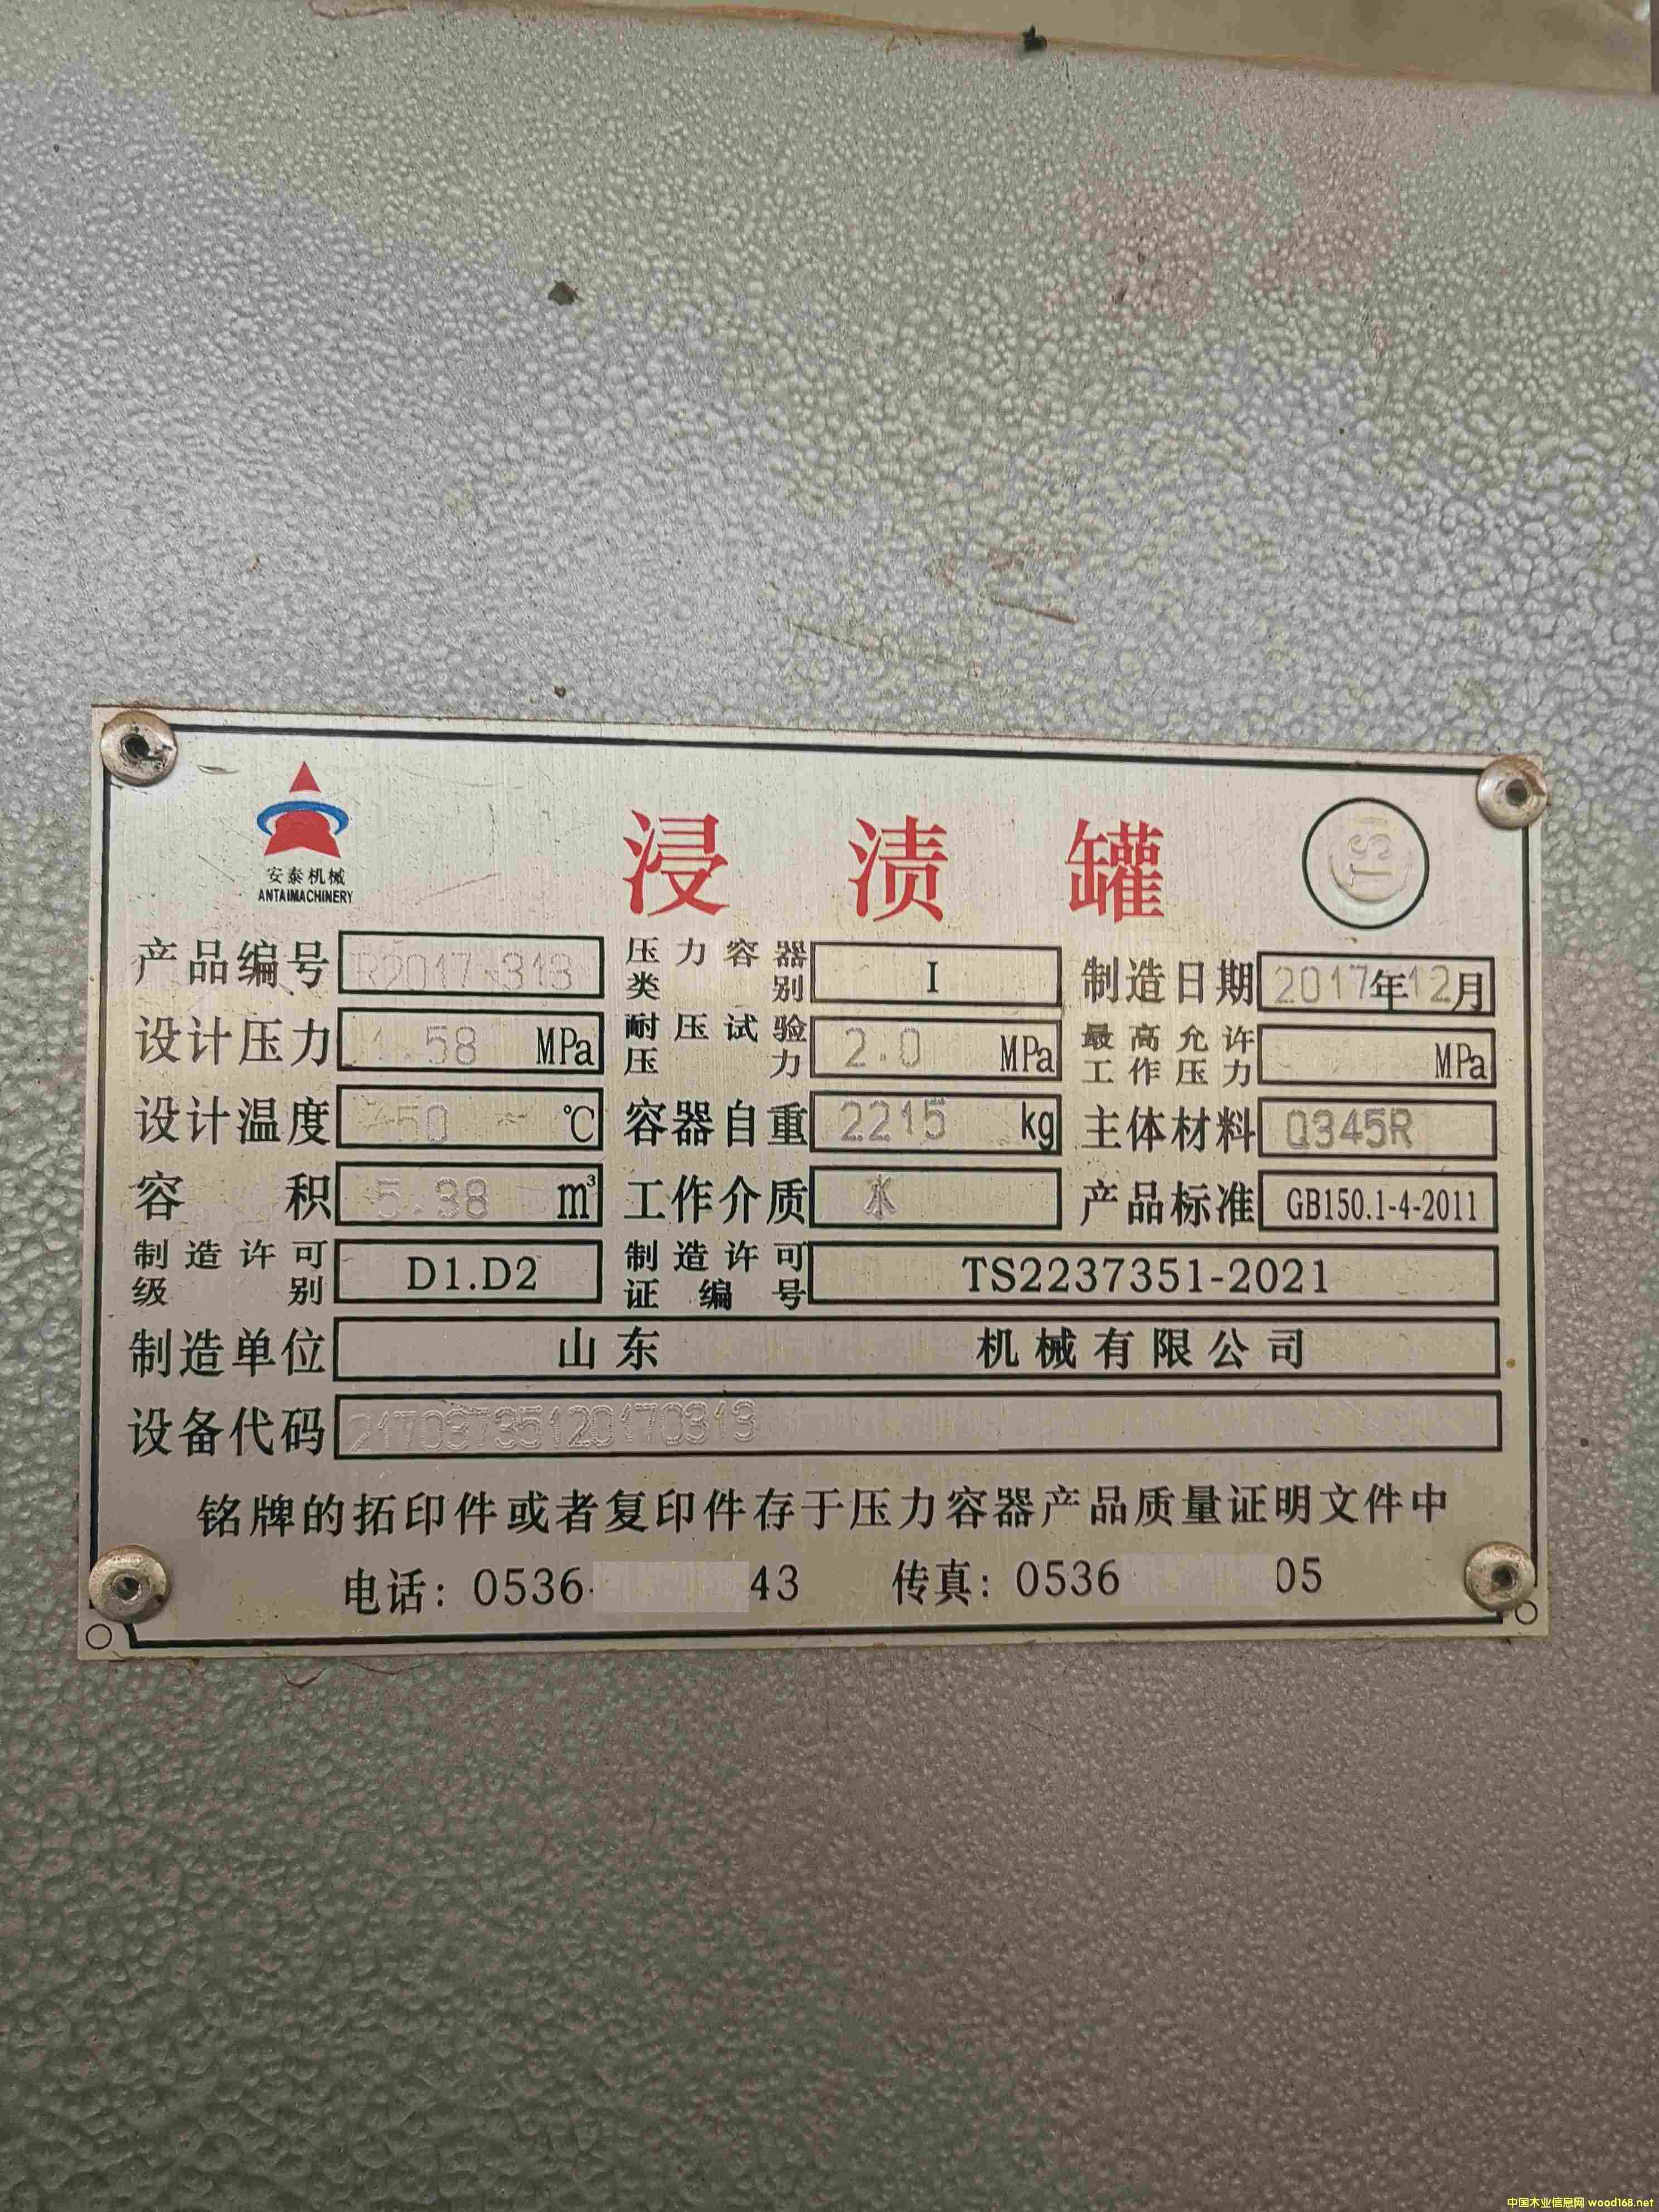 安泰机械
ANTAIMACHINERY
浸渍罐
TS
产品编号 R2017-313 压力容器类别 I 制造日期 2017年12月
设计压力 1.58 MPa 耐压试验压力 2.0 MPa 最高允许工作压力 MPa
设计温度 50 ℃ 容器自重 2215 kg 主体材料 Q345R
容积 5.38 m³ 工作介质 水 产品标准 GB150.1-4-2011
制造许可级别 D1.D2 制造许可证编号 TS2237351-2021
制造单位 山东 机械有限公司
设备代码 21703735120170313
铭牌的拓印件或者复印件存于压力容器产品质量证明文件中
电话：0536- 43 传真：0536 05
中国木业信息网 wood168.net